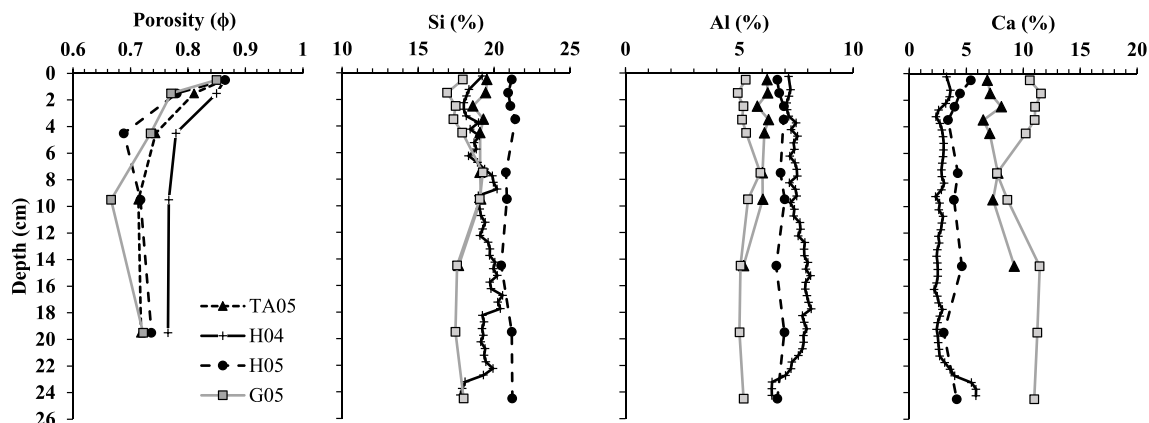 Porosity (ϕ) Si (%) Al (%) Ca (%)
0.6 0.7 0.8 0.9 1 10 15 20 25 0 5 10 0 5 10 15 20
Depth (cm)
0
2
4
6
8
10
12
14
16
18
20
22
24
26
TA05
H04
H05
G05